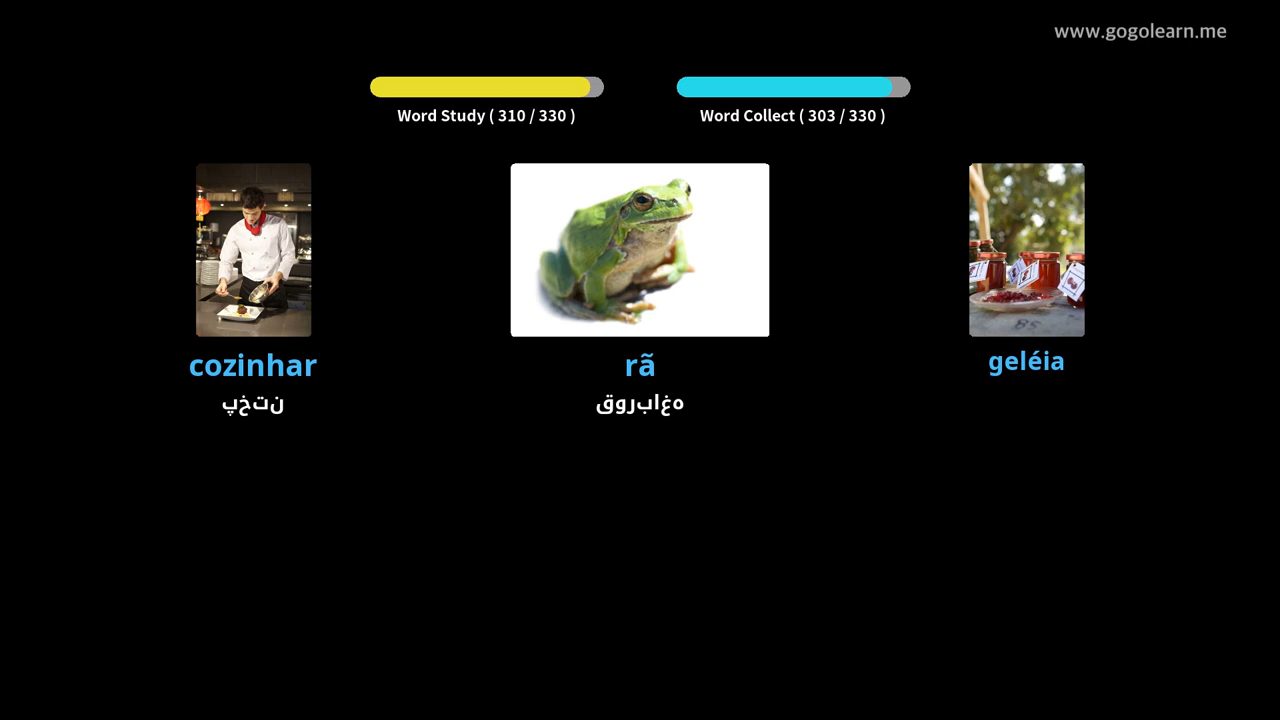 www.gogolearn.me
Word Study ( 310 / 330 )
Word Collect ( 303 / 330 )
cozinhar
rã
geléia
پختن
قورباغه